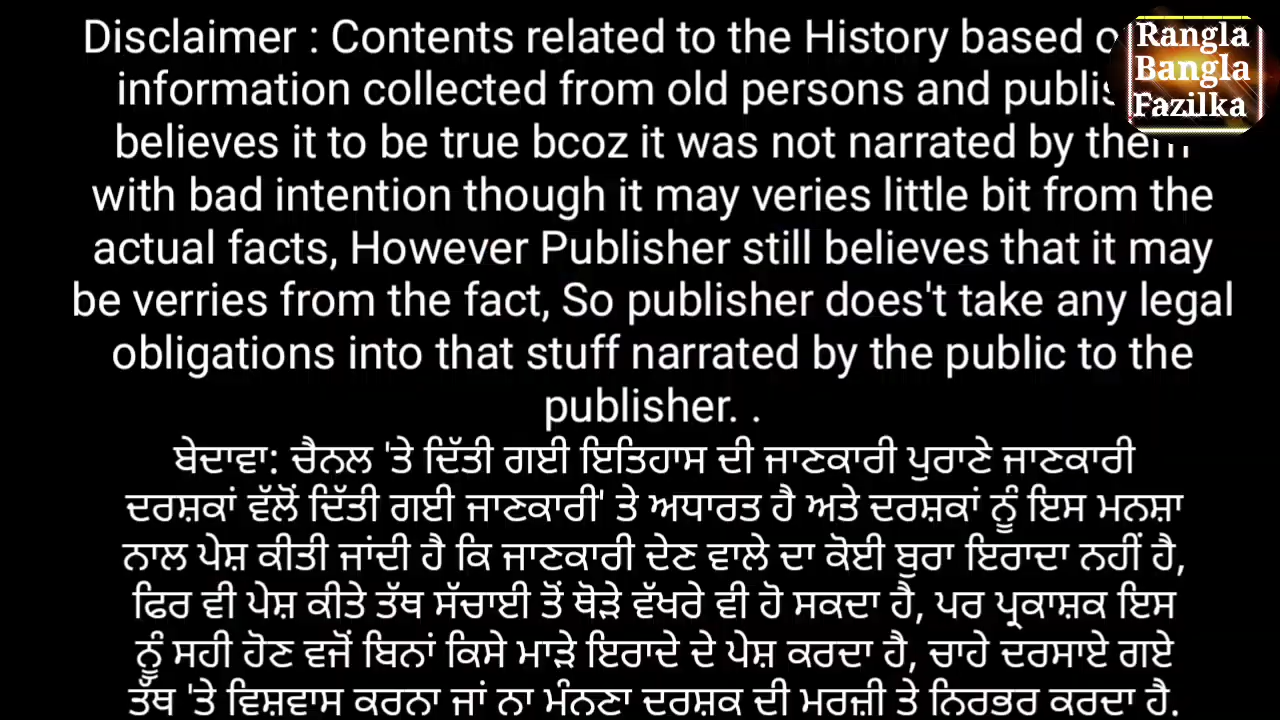 Disclaimer : Contents related to the History based
information collected from old persons and
believes it to be true bcoz it was not narrated by them
with bad intention though it may veries little bit from the
actual facts, However Publisher still believes that it may
be verries from the fact, So publisher does't take any legal
obligations into that stuff narrated by the public to the
publisher. .
ਬੇਦਾਵਾ: ਚੈਨਲ 'ਤੇ ਦਿੱਤੀ ਗਈ ਇਤਿਹਾਸ ਦੀ ਜਾਣਕਾਰੀ ਪੁਰਾਣੇ ਜਾਣਕਾਰੀ
ਦਰਸ਼ਕਾਂ ਵੱਲੋਂ ਦਿੱਤੀ ਗਈ ਜਾਣਕਾਰੀ' ਤੇ ਅਧਾਰਤ ਹੈ ਅਤੇ ਦਰਸ਼ਕਾਂ ਨੂੰ ਇਸ ਮਨਸ਼ਾ
ਨਾਲ ਪੇਸ਼ ਕੀਤੀ ਜਾਂਦੀ ਹੈ ਕਿ ਜਾਣਕਾਰੀ ਦੇਣ ਵਾਲੇ ਦਾ ਕੋਈ ਬੁਰਾ ਇਰਾਦਾ ਨਹੀਂ ਹੈ,
ਫਿਰ ਵੀ ਪੇਸ਼ ਕੀਤੇ ਤੱਥ ਸੱਚਾਈ ਤੋਂ ਥੋੜੇ ਵੱਖਰੇ ਵੀ ਹੋ ਸਕਦਾ ਹੈ, ਪਰ ਪ੍ਰਕਾਸ਼ਕ ਇਸ
ਨੂੰ ਸਹੀ ਹੋਣ ਵਜੋਂ ਬਿਨਾਂ ਕਿਸੇ ਮਾੜੇ ਇਰਾਦੇ ਦੇ ਪੇਸ਼ ਕਰਦਾ ਹੈ, ਚਾਹੇ ਦਰਸਾਏ ਗਏ
ਤੱਥ 'ਤੇ ਵਿਸ਼ਵਾਸ ਕਰਨਾ ਜਾਂ ਨਾ ਮੰਨਣਾ ਦਰਸ਼ਕ ਦੀ ਮਰਜ਼ੀ ਤੇ ਨਿਰਭਰ ਕਰਦਾ ਹੈ.
Rangla
Bangla
Fazilka